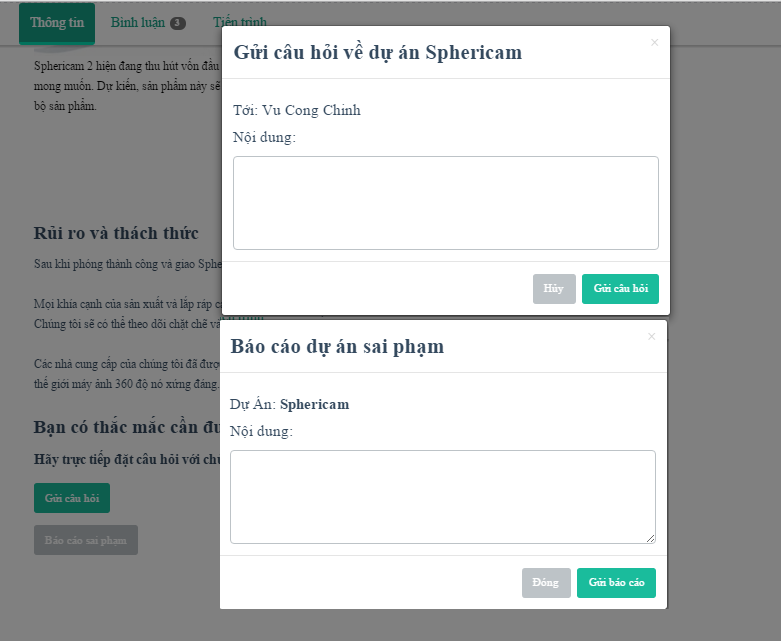 Thông tin
Bình luận 3
Tiến trình
Sphericam 2 hiện đang thu hút vốn đầu
mong muốn. Dự kiến, sản phẩm này sẽ
bộ sản phẩm.
Rủi ro và thách thức
Sau khi phóng thành công và giao Sphe
Mọi khía cạnh của sản xuất và lắp ráp
Chúng tôi sẽ có thể theo dõi chặt chẽ
Các nhà cung cấp của chúng tôi đã
thế giới máy ảnh 360 độ nó xứng đáng.
Bạn có thắc mắc cần
Hãy trực tiếp đặt câu hỏi với
Gửi câu hỏi
Báo cáo sai phạm
Gửi câu hỏi về dự án Sphericam
×
Tới: Vu Cong Chinh
Nội dung:
Hủy
Gửi câu hỏi
Báo cáo dự án sai phạm
×
Dự Án: Sphericam
Nội dung:
Đóng
Gửi báo cáo